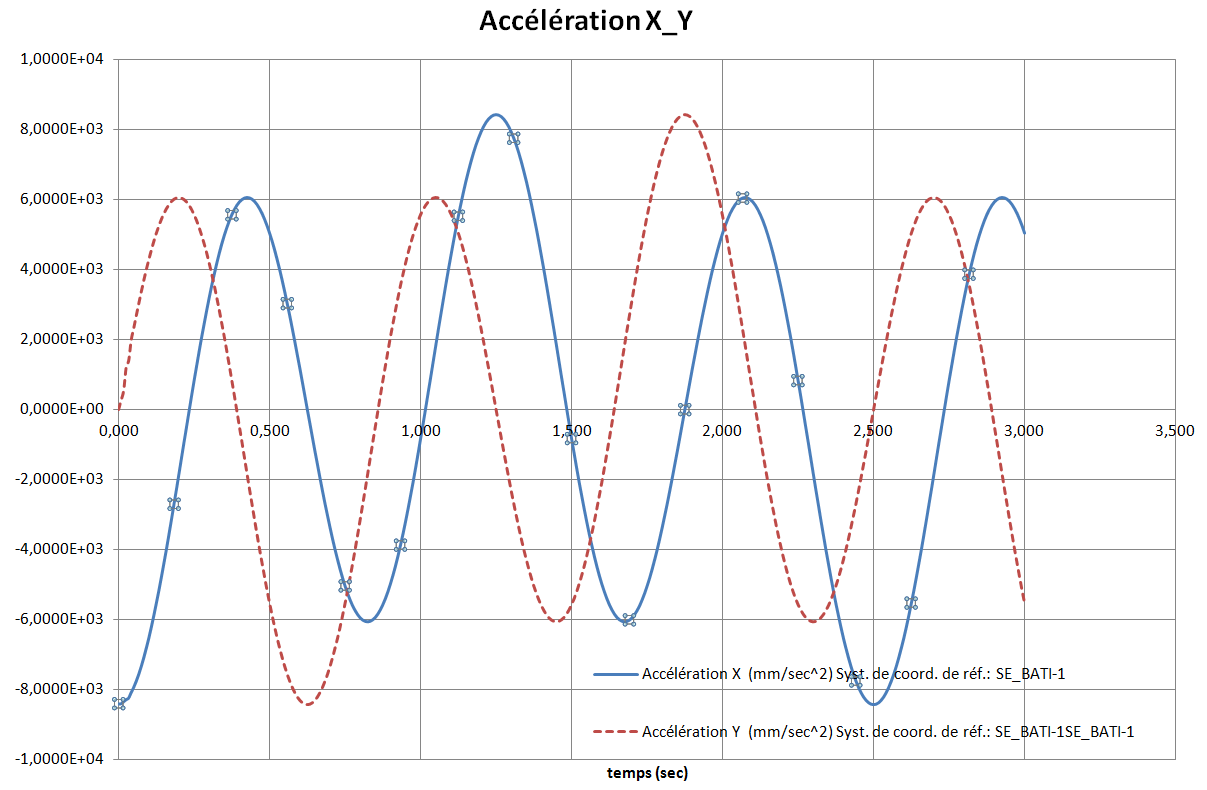 Accélération X_Y
1,0000E+04
8,0000E+03
6,0000E+03
4,0000E+03
2,0000E+03
0,0000E+00
0,000 0,500 1,000 1,500 2,000 2,500 3,000 3,500
-2,0000E+03
-4,0000E+03
-6,0000E+03
Accélération X (mm/sec^2) Syst. de coord. de réf.: SE_BATI-1
-8,0000E+03
Accélération Y (mm/sec^2) Syst. de coord. de réf.: SE_BATI-1SE_BATI-1
-1,0000E+04
temps (sec)